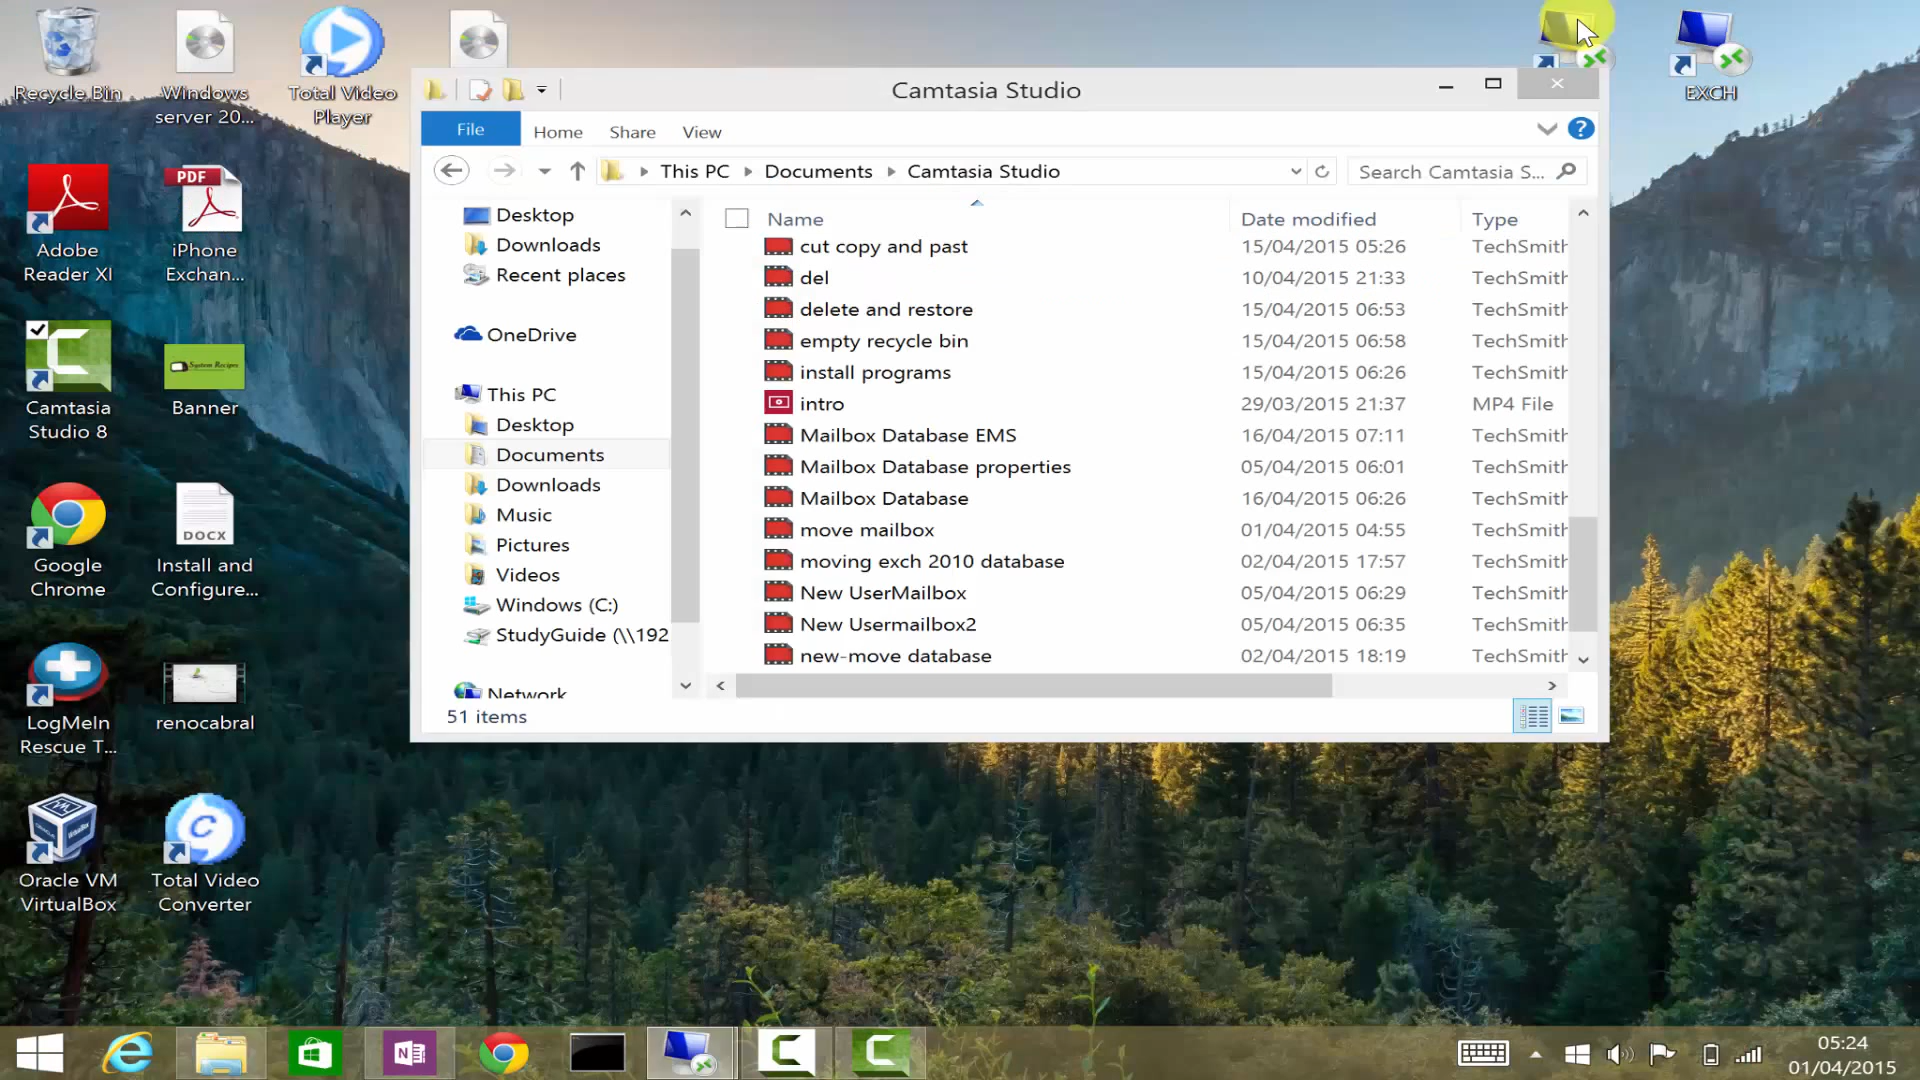 Recycle Bin
Windows
server 20...
Total Video
Player
EXCH
Camtasia Studio
File
Home
Share
View
This PC
Documents
Camtasia Studio
Search Camtasia S...
Desktop
Downloads
Recent places
OneDrive
This PC
Desktop
Documents
Downloads
Music
Pictures
Videos
Windows (C:)
StudyGuide (\\192
Network
Name
Date modified
Type
cut copy and past 15/04/2015 05:26 TechSmith
del 10/04/2015 21:33 TechSmith
delete and restore 15/04/2015 06:53 TechSmith
empty recycle bin 15/04/2015 06:58 TechSmith
install programs 15/04/2015 06:26 TechSmith
intro 29/03/2015 21:37 MP4 File
Mailbox Database EMS 16/04/2015 07:11 TechSmith
Mailbox Database properties 05/04/2015 06:01 TechSmith
Mailbox Database 16/04/2015 06:26 TechSmith
move mailbox 01/04/2015 04:55 TechSmith
moving exch 2010 database 02/04/2015 17:57 TechSmith
New UserMailbox 05/04/2015 06:29 TechSmith
New Usermailbox2 05/04/2015 06:35 TechSmith
new-move database 02/04/2015 18:19 TechSmith
51 items
Adobe
Reader XI
PDF
iPhone
Exchan...
Camtasia
Studio 8
System Recipes
Banner
Google
Chrome
DOCX
Install and
Configure...
LogMeIn
Rescue T...
renocabral
Oracle VM
VirtualBox
Total Video
Converter
05:24
01/04/2015